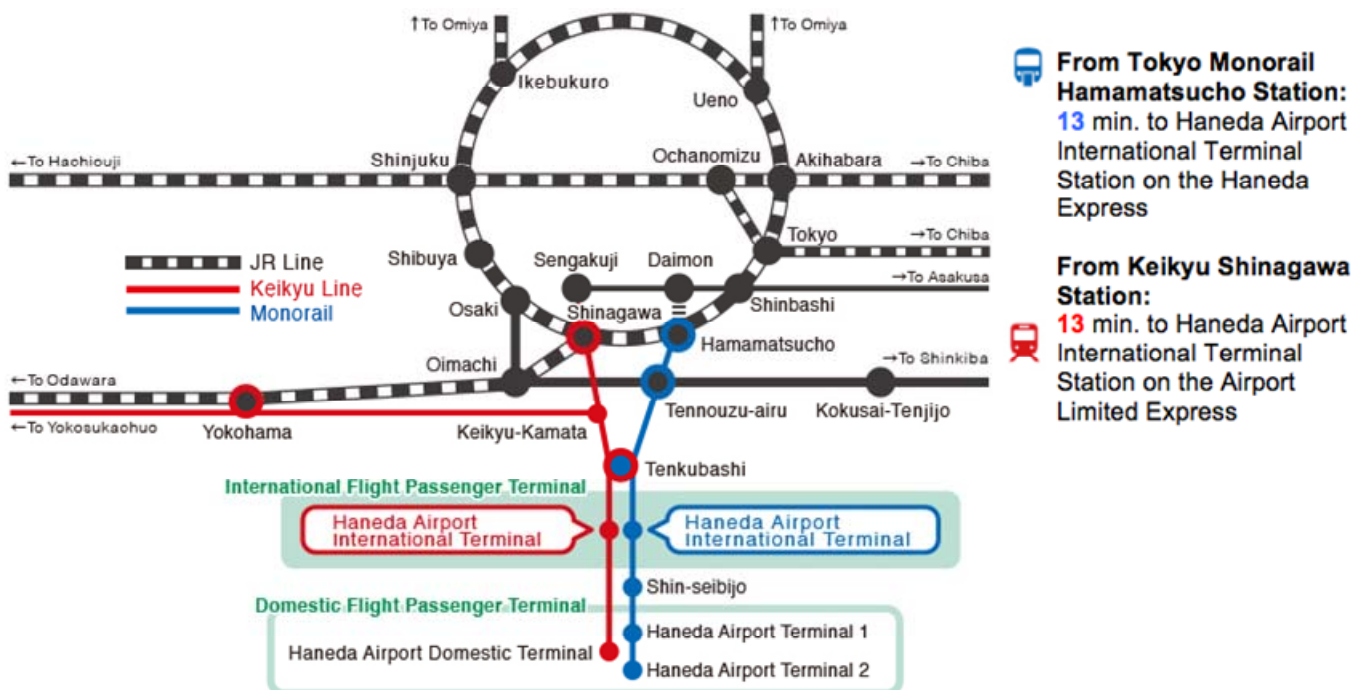 ↑To Omiya
↑To Omiya
Ikebukuro
Ueno
←To Hachiouji
Shinjuku
Ochanomizu
Akihabara
→To Chiba
Tokyo
→To Chiba
Shibuya
Sengakuji
Daimon
→To Asakusa
JR Line
Keikyu Line
Monorail
Osaki
Shinagawa
Shinbashi
Hamamatsucho
Oimachi
→To Shinkiba
←To Odawara
Yokohama
Tennouzu-airu
Kokusai-Tenjijo
←To Yokosukachuo
Keikyu-Kamata
Tenkubashi
International Flight Passenger Terminal
Haneda Airport
International Terminal
Haneda Airport
International Terminal
Shin-seibijo
Domestic Flight Passenger Terminal
Haneda Airport Terminal 1
Haneda Airport Domestic Terminal
Haneda Airport Terminal 2
From Tokyo Monorail
Hamamatsucho Station:
13 min. to Haneda Airport
International Terminal
Station on the Haneda
Express
From Keikyu Shinagawa
Station:
13 min. to Haneda Airport
International Terminal
Station on the Airport
Limited Express